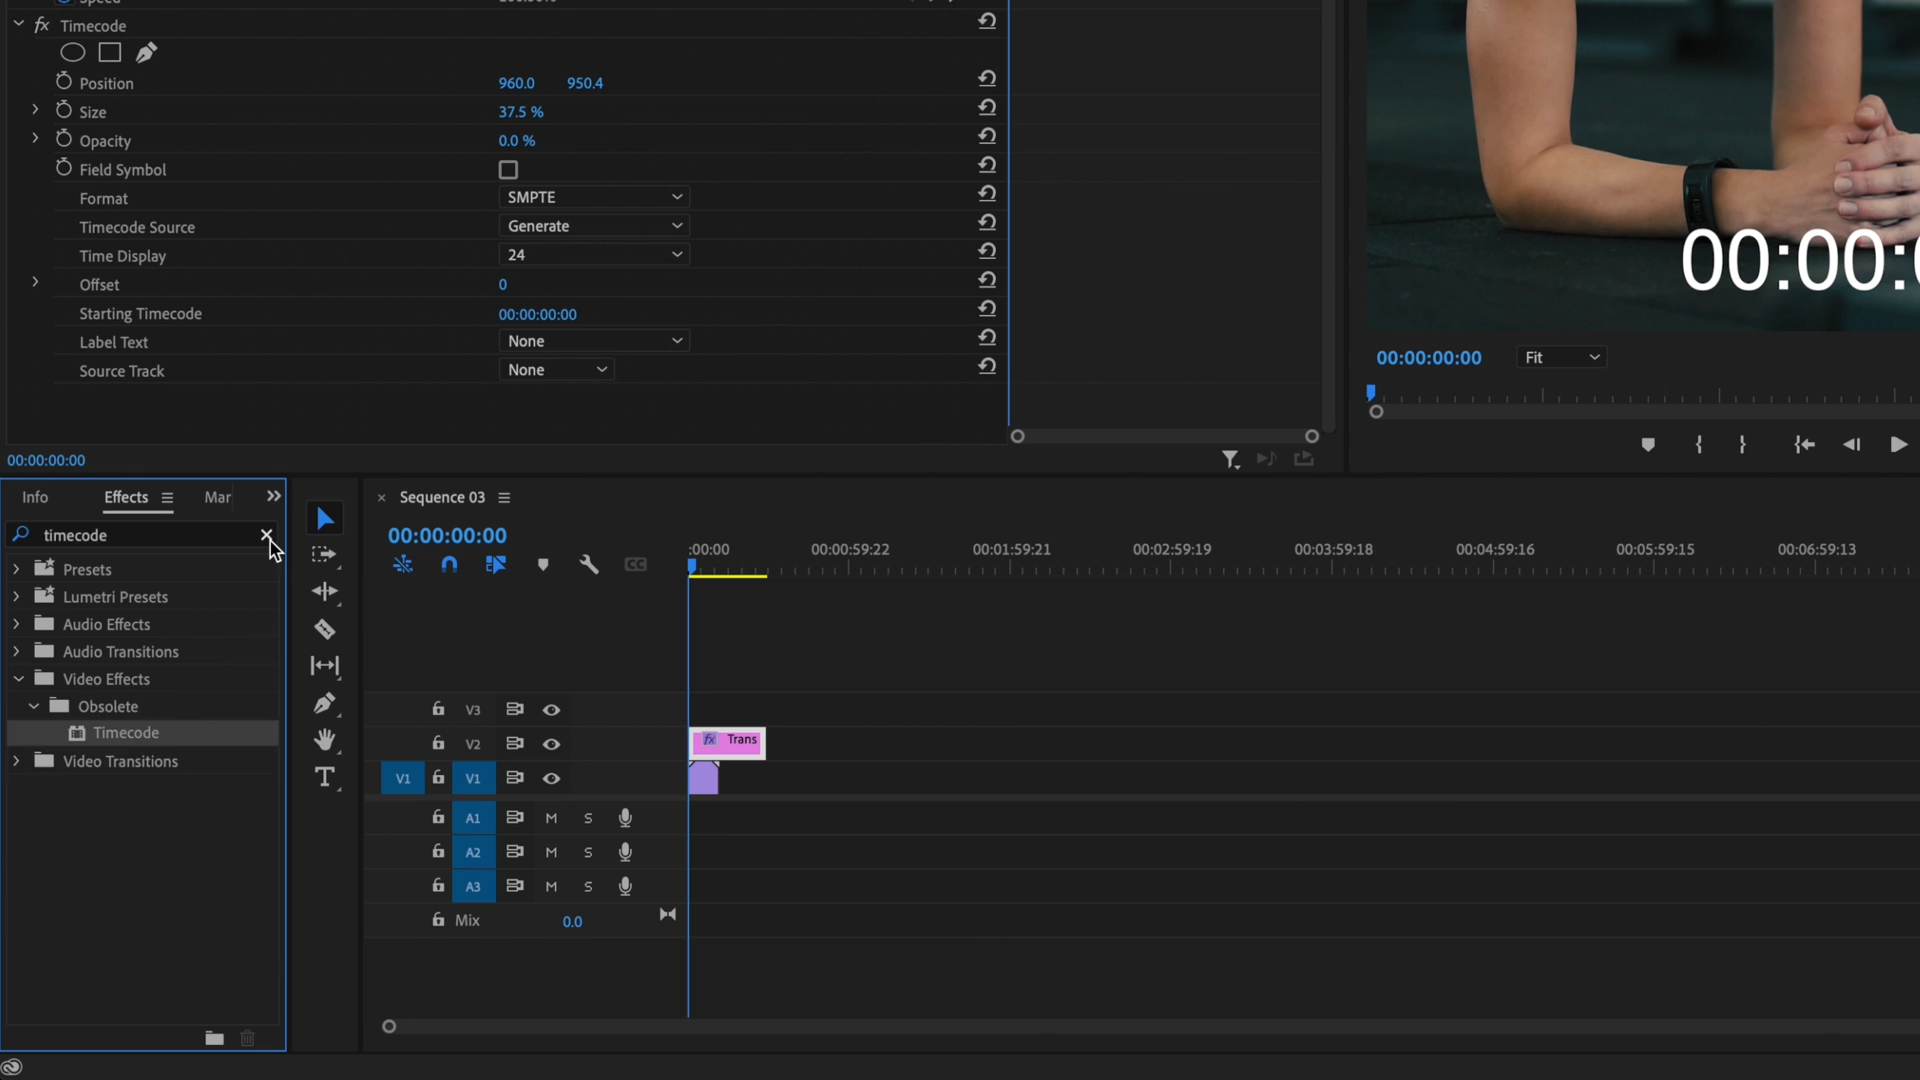 Speed
fx Timecode
Position 960.0 950.4
Size 37.5 %
Opacity 0.0 %
Field Symbol
Format SMPTE
Timecode Source Generate
Time Display 24
Offset 0
Starting Timecode 00:00:00:00
Label Text None
Source Track None
00:00:00:00
00:00:
00:00:00:00 Fit
Info Effects Mar
timecode
Presets
Lumetri Presets
Audio Effects
Audio Transitions
Video Effects
Obsolete
Timecode
Video Transitions
Sequence 03
00:00:00:00
:00:00 00:00:59:22 00:01:59:21 00:02:59:19 00:03:59:18 00:04:59:16 00:05:59:15 00:06:59:13
CC
V3
V2 fx Trans
V1 V1
A1 M S
A2 M S
A3 M S
Mix 0.0
T